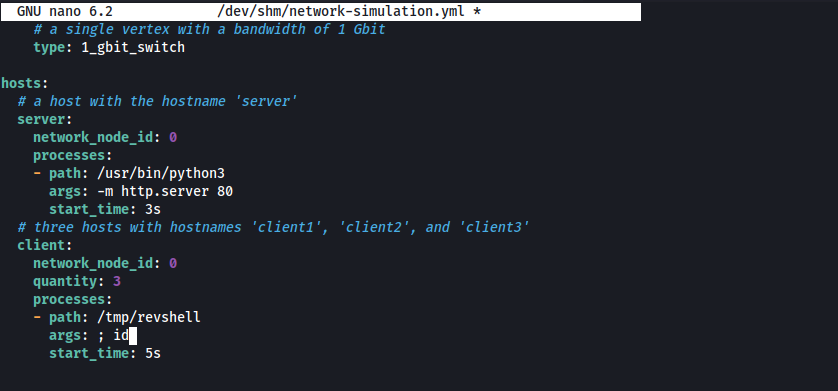 GNU nano 6.2 /dev/shm/network-simulation.yml *
# a single vertex with a bandwidth of 1 Gbit
type: 1_gbit_switch
hosts:
# a host with the hostname 'server'
server:
network_node_id: 0
processes:
- path: /usr/bin/python3
args: -m http.server 80
start_time: 3s
# three hosts with hostnames 'client1', 'client2', and 'client3'
client:
network_node_id: 0
quantity: 3
processes:
- path: /tmp/revshell
args: ; id
start_time: 5s